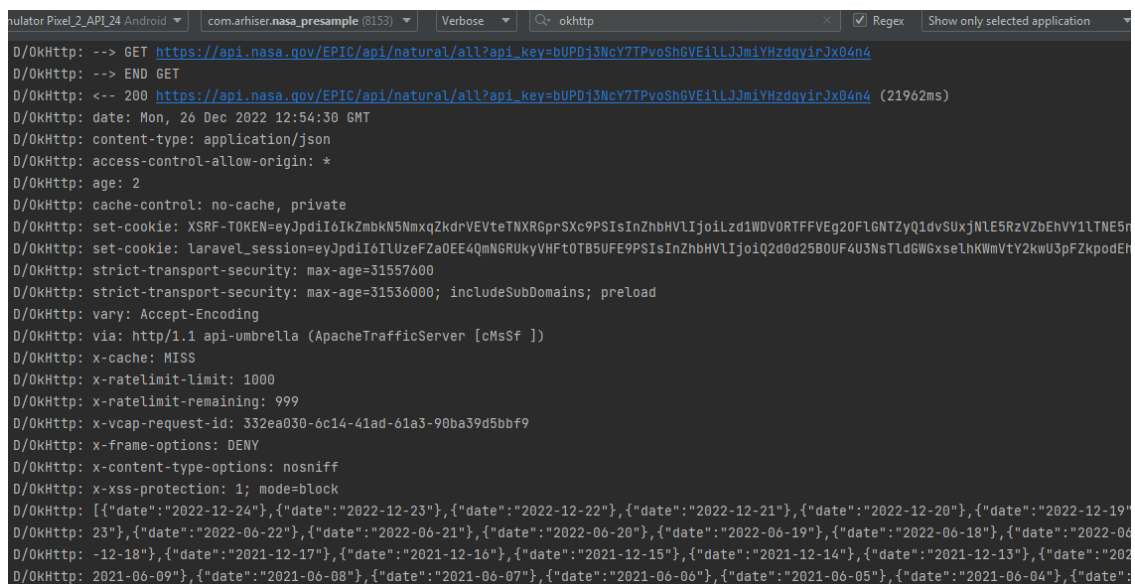 nulator Pixel_2_API_24 Android com.arhiser.nasa_presample (8153) Verbose okhttp Regex Show only selected application
D/OkHttp: --> GET https://api.nasa.gov/EPIC/api/natural/all?api_key=bUPDj3NcY7TPvoShGVEilLJJmiYHzdqyirJx04n4
D/OkHttp: --> END GET
D/OkHttp: <-- 200 https://api.nasa.gov/EPIC/api/natural/all?api_key=bUPDj3NcY7TPvoShGVEilLJJmiYHzdqyirJx04n4 (21962ms)
D/OkHttp: date: Mon, 26 Dec 2022 12:54:30 GMT
D/OkHttp: content-type: application/json
D/OkHttp: access-control-allow-origin: *
D/OkHttp: age: 2
D/OkHttp: cache-control: no-cache, private
D/OkHttp: set-cookie: XSRF-TOKEN=eyJpdiI6IkZmbkN5NmxqZkdrVEVteTNXRGprSXc9PSIsInZhbHVlIjoiLzd1WDVORTFFVEg2OFlGNTZyQ1dvSUxjNlE5RzVZbEhVY1lTNE5n
D/OkHttp: set-cookie: laravel_session=eyJpdiI6IlUzeFZaOEE4QmNGRUkyVHFtOTB5UFE9PSIsInZhbHVlIjoiQ2d0d25BOUF4U3NsTldGWGxselhKWmVtY2kwU3pFZkpodEh
D/OkHttp: strict-transport-security: max-age=31557600
D/OkHttp: strict-transport-security: max-age=31536000; includeSubDomains; preload
D/OkHttp: vary: Accept-Encoding
D/OkHttp: via: http/1.1 api-umbrella (ApacheTrafficServer [cMsSf ])
D/OkHttp: x-cache: MISS
D/OkHttp: x-ratelimit-limit: 1000
D/OkHttp: x-ratelimit-remaining: 999
D/OkHttp: x-vcap-request-id: 332ea030-6c14-41ad-61a3-90ba39d5bbf9
D/OkHttp: x-frame-options: DENY
D/OkHttp: x-content-type-options: nosniff
D/OkHttp: x-xss-protection: 1; mode=block
D/OkHttp: [{"date":"2022-12-24"},{"date":"2022-12-23"},{"date":"2022-12-22"},{"date":"2022-12-21"},{"date":"2022-12-20"},{"date":"2022-12-19"
D/OkHttp: 23"},{"date":"2022-06-22"},{"date":"2022-06-21"},{"date":"2022-06-20"},{"date":"2022-06-19"},{"date":"2022-06-18"},{"date":"2022-06
D/OkHttp: -12-18"},{"date":"2021-12-17"},{"date":"2021-12-16"},{"date":"2021-12-15"},{"date":"2021-12-14"},{"date":"2021-12-13"},{"date":"202
D/OkHttp: 2021-06-09"},{"date":"2021-06-08"},{"date":"2021-06-07"},{"date":"2021-06-06"},{"date":"2021-06-05"},{"date":"2021-06-04"},{"date":